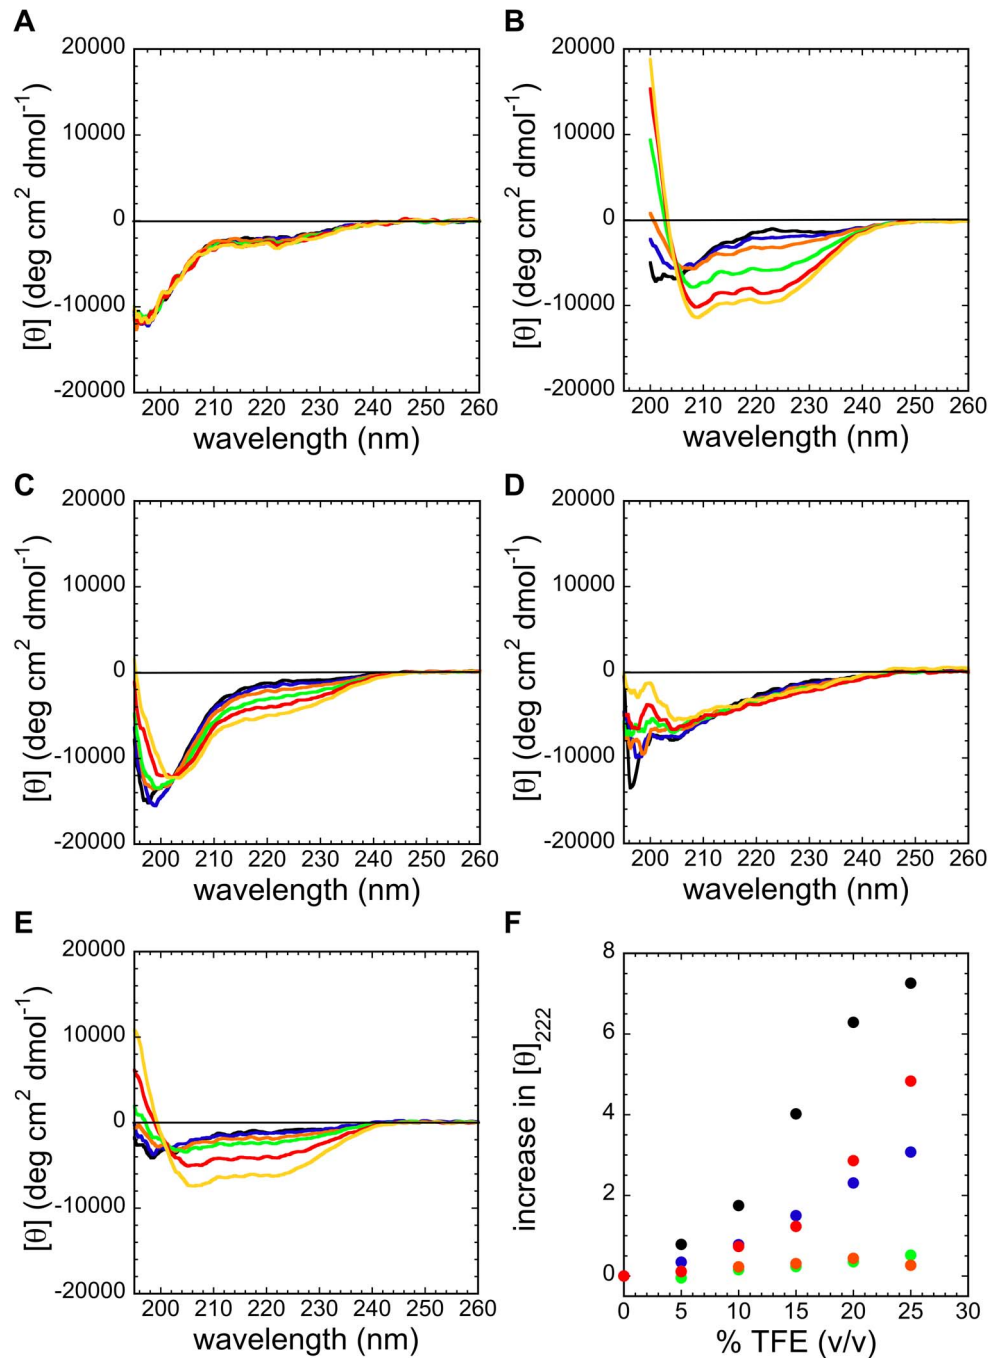 A
20000
10000
0
-10000
-20000
[θ] (deg cm² dmol⁻¹)
200 210 220 230 240 250 260
wavelength (nm)
B
20000
10000
0
-10000
-20000
[θ] (deg cm² dmol⁻¹)
200 210 220 230 240 250 260
wavelength (nm)
C
20000
10000
0
-10000
-20000
[θ] (deg cm² dmol⁻¹)
200 210 220 230 240 250 260
wavelength (nm)
D
20000
10000
0
-10000
-20000
[θ] (deg cm² dmol⁻¹)
200 210 220 230 240 250 260
wavelength (nm)
E
20000
10000
0
-10000
-20000
[θ] (deg cm² dmol⁻¹)
200 210 220 230 240 250 260
wavelength (nm)
F
8
6
4
2
0
increase in [θ]₂₂₂
0 5 10 15 20 25 30
% TFE (v/v)